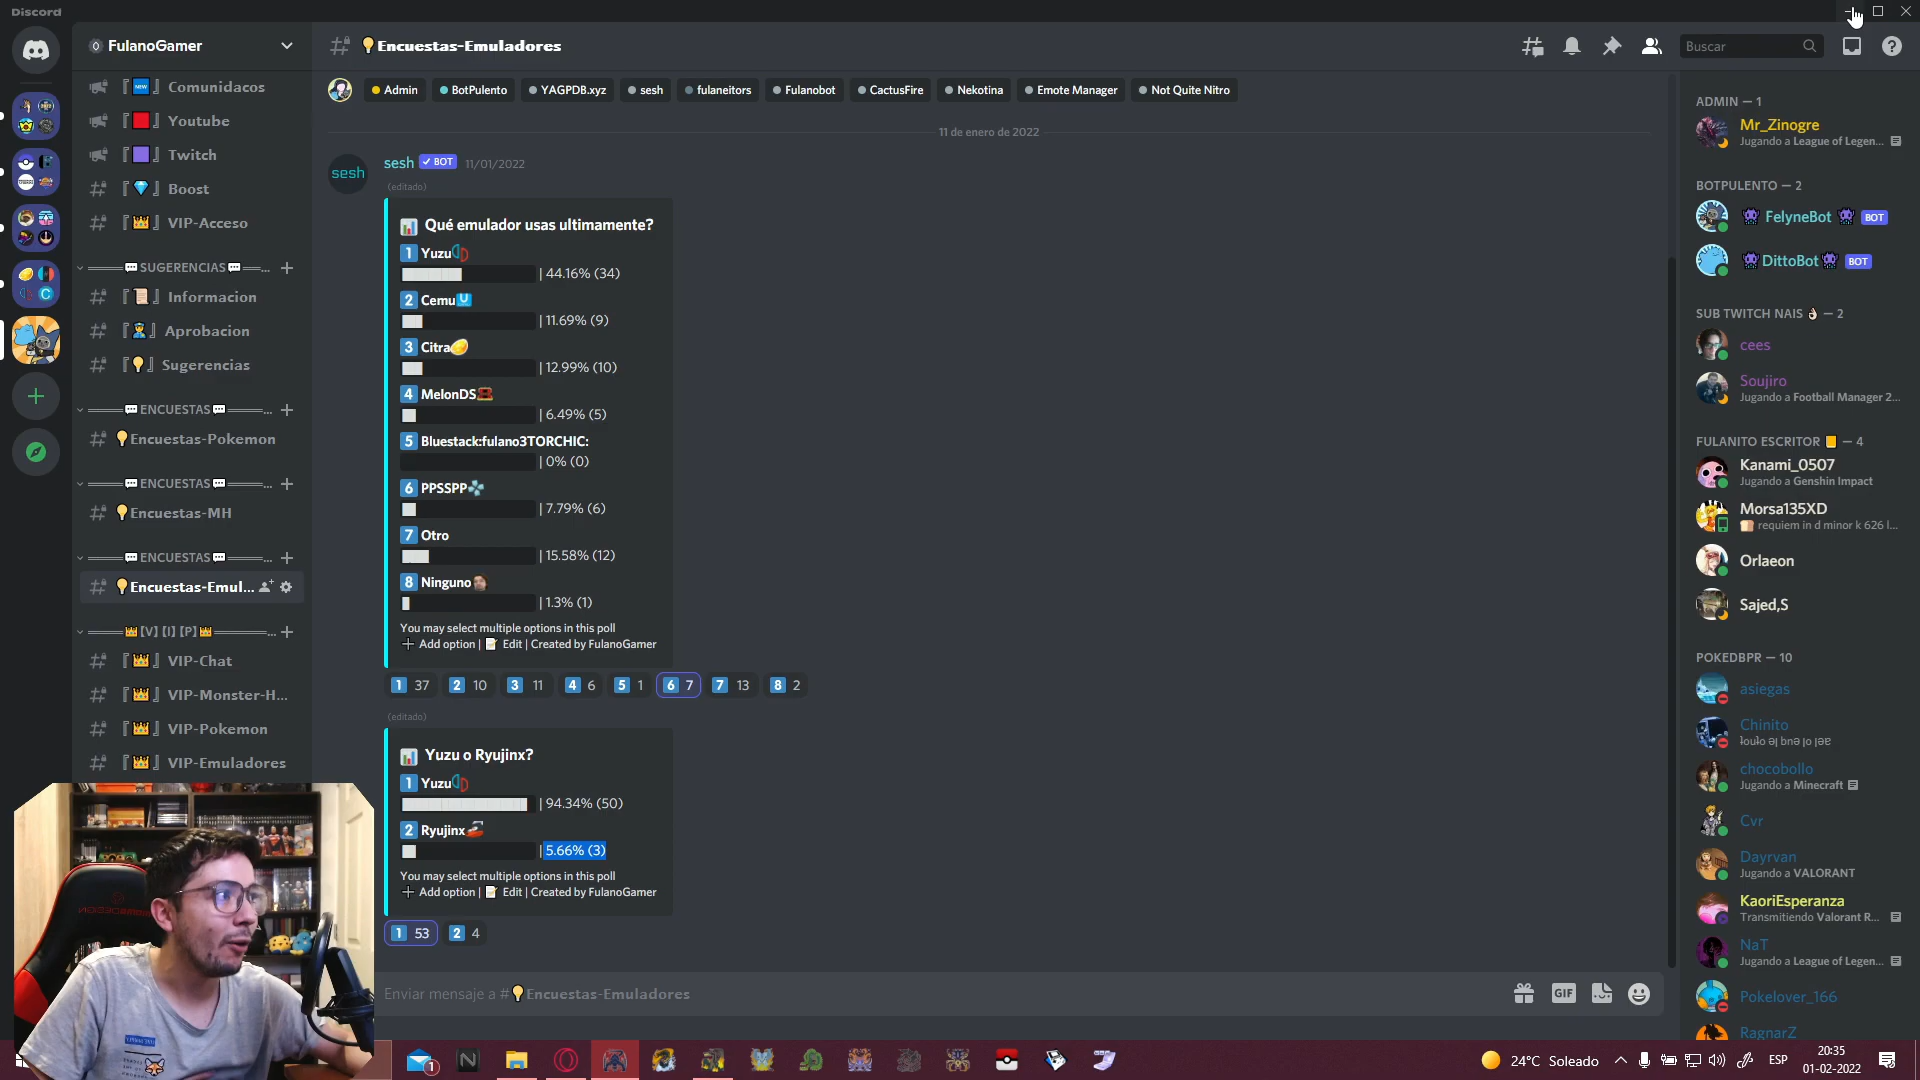 Discord
FulanoGamer
Encuestas-Emuladores
Buscar
Admin
BotPulento
YAGPDB.xyz
sesh
fulaneitors
Fulanobot
CactusFire
Nekotina
Emote Manager
Not Quite Nitro
『NEW』 Comunidacos
『』 Youtube
『』 Twitch
『』 Boost
『』 VIP-Acceso
SUGERENCIAS ...
『』 Informacion
『』 Aprobacion
『』 Sugerencias
ENCUESTAS ...
Encuestas-Pokemon
ENCUESTAS ...
Encuestas-MH
ENCUESTAS ...
Encuestas-Emul...
[V] [I] [P] ...
『』 VIP-Chat
『』 VIP-Monster-H...
『』 VIP-Pokemon
『』 VIP-Emuladores
11 de enero de 2022
sesh
sesh BOT 11/01/2022
(editado)
Qué emulador usas ultimamente?
1 Yuzu
| 44.16% (34)
2 Cemu U
| 11.69% (9)
3 Citra
| 12.99% (10)
4 MelonDS
| 6.49% (5)
5 Bluestack:fulano3TORCHIC:
| 0% (0)
6 PPSSPP
| 7.79% (6)
7 Otro
| 15.58% (12)
8 Ninguno
| 1.3% (1)
You may select multiple options in this poll
Add option | Edit | Created by FulanoGamer
1 37 2 10 3 11 4 6 5 1 6 7 7 13 8 2
(editado)
Yuzu o Ryujinx?
1 Yuzu
| 94.34% (50)
2 Ryujinx
| 5.66% (3)
You may select multiple options in this poll
Add option | Edit | Created by FulanoGamer
1 53 2 4
Enviar mensaje a #Encuestas-Emuladores
GIF
ADMIN — 1
Mr_Zinogre
Jugando a League of Legen...
BOTPULENTO — 2
FelyneBot BOT
DittoBot BOT
SUB TWITCH NAIS — 2
cees
Soujiro
Jugando a Football Manager 2...
FULANITO ESCRITOR — 4
Kanami_0507
Jugando a Genshin Impact
Morsa135XD
requiem in d minor k 626 l...
Orlaeon
Sajed,S
POKEDBPR — 10
asiegas
Chinito
chocobollo
Jugando a Minecraft
Cvr
Dayrvan
Jugando a VALORANT
KaoriEsperanza
Transmitiendo Valorant R...
NaT
Jugando a League of Legen...
Pokelover_166
RagnarZ
1
24°C Soleado
ESP
20:35
01-02-2022